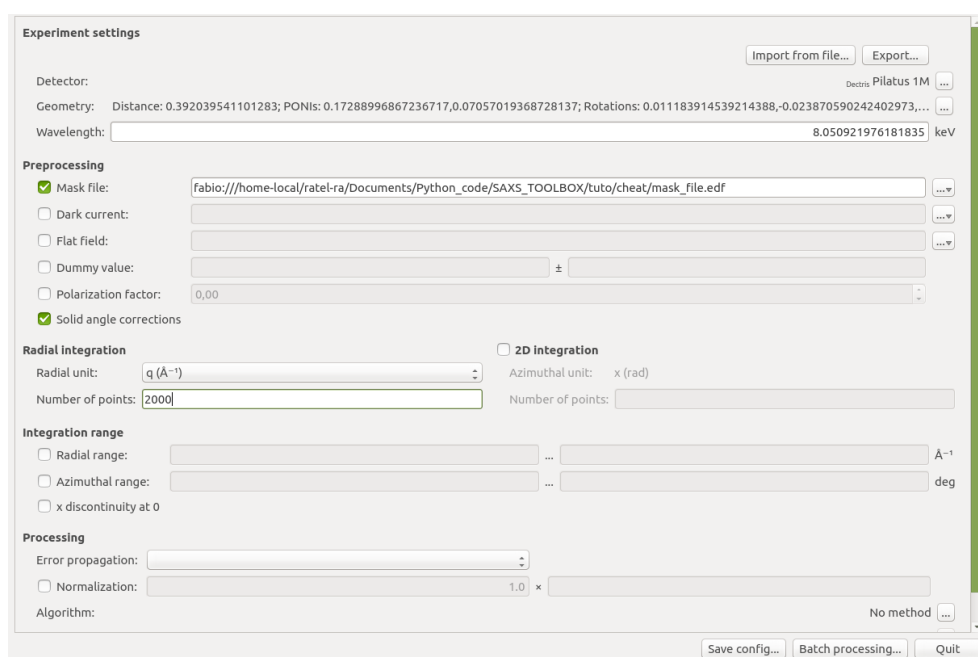 Experiment settings
Import from file... Export...
Detector: Dectris Pilatus 1M ...
Geometry: Distance: 0.392039541101283; PONIs: 0.17288996867236717,0.07057019368728137; Rotations: 0.011183914539214388,-0.023870590242402973,... ...
Wavelength: 8.050921976181835 keV
Preprocessing
Mask file: fabio:///home-local/ratel-ra/Documents/Python_code/SAXS_TOOLBOX/tuto/cheat/mask_file.edf ...
Dark current: ...
Flat field: ...
Dummy value: ±
Polarization factor: 0,00
Solid angle corrections
Radial integration 2D integration
Radial unit: q (Å⁻¹) Azimuthal unit: χ (rad)
Number of points: 2000 Number of points:
Integration range
Radial range: ... Å⁻¹
Azimuthal range: ... deg
χ discontinuity at 0
Processing
Error propagation:
Normalization: 1.0 ×
Algorithm: No method ...
Save config... Batch processing... Quit